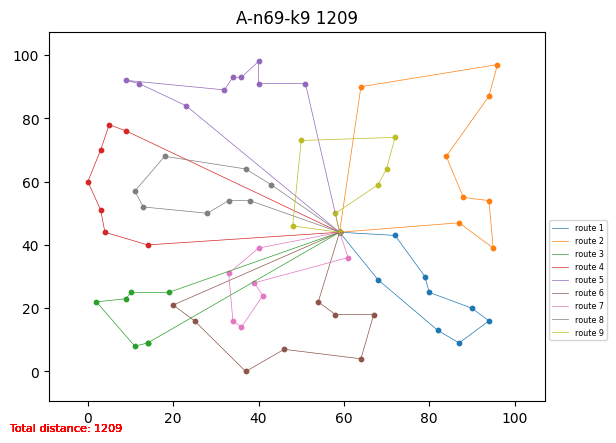 A-n69-k9 1209
100
80
60
40
20
0
0 20 40 60 80 100
route 1
route 2
route 3
route 4
route 5
route 6
route 7
route 8
route 9
Total distance: 1209